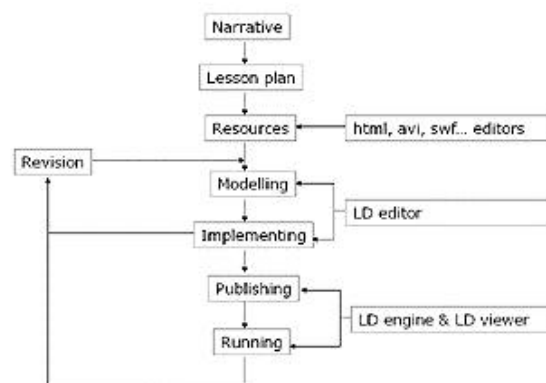 Narrative
Lesson plan
Resources
html, avi, swf... editors
Revision
Modelling
LD editor
Implementing
Publishing
LD engine & LD viewer
Running